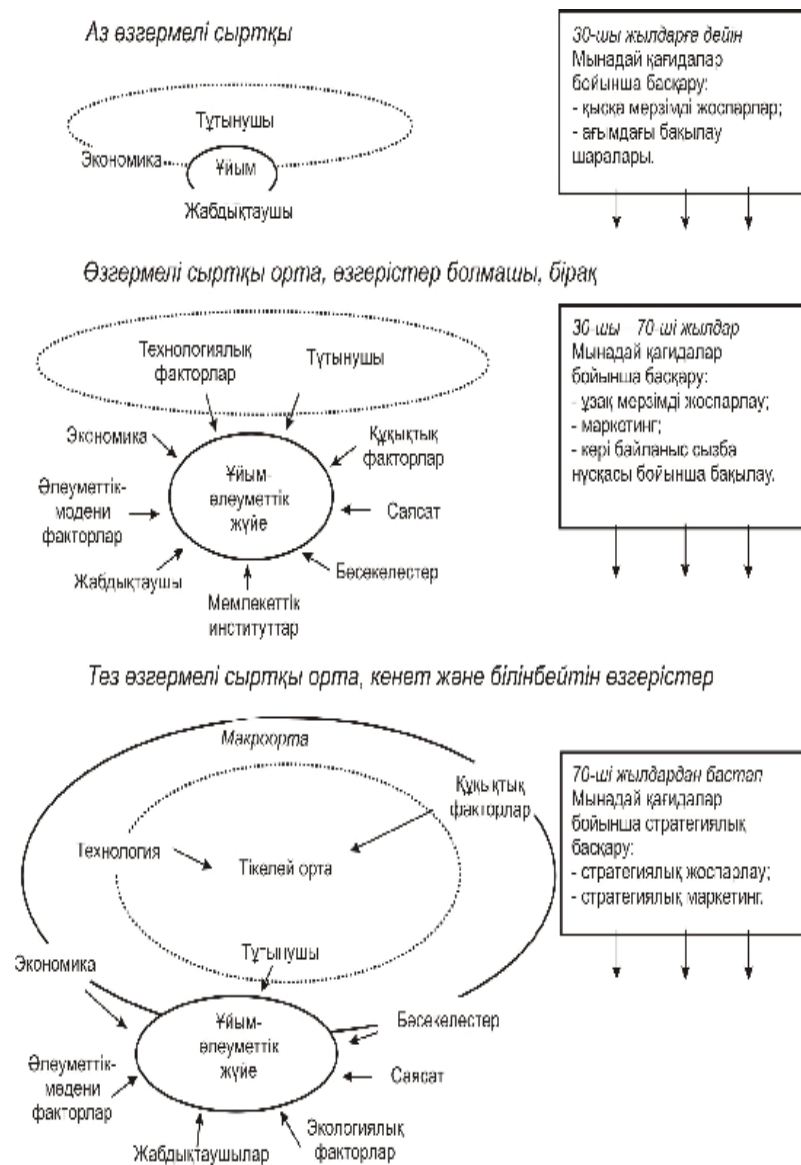 Аз өзгермелі сыртқы
Тұтынушы
Экономика
Ұйым
Жабдықтаушы
30-шы жылдарға дейін
Мынадай қағидалар
бойынша басқару:
- қысқа мерзімді жоспарлар;
- ағымдағы бақылау
шаралары.
Өзгермелі сыртқы орта, өзгерістер болмашы, бірақ
Технологиялық
факторлар
Тұтынушы
Экономика
Құқықтық
факторлар
Ұйым-
әлеуметтік
жүйе
Әлеуметтік-
мәдени
факторлар
Саясат
Жабдықтаушы
Бәсекелестер
Мемлекеттік
институттар
30-шы 70-ші жылдар
Мынадай қағидалар
бойынша басқару:
- ұзақ мерзімді жоспарлау;
- маркетинг;
- кері байланыс сызба
нұсқасы бойынша бақылау.
Тез өзгермелі сыртқы орта, кенет және білінбейтін өзгерістер
Макроорта
Құқықтық
факторлар
Технология
Тікелей орта
Тұтынушы
Экономика
Ұйым-
әлеуметтік
жүйе
Бәсекелестер
Әлеуметтік-
мәдени
факторлар
Саясат
Жабдықтаушылар
Экологиялық
факторлар
70-ші жылдардан бастап
Мынадай қағидалар
бойынша стратегиялық
басқару:
- стратегиялық жоспарлау;
- стратегиялық маркетинг.